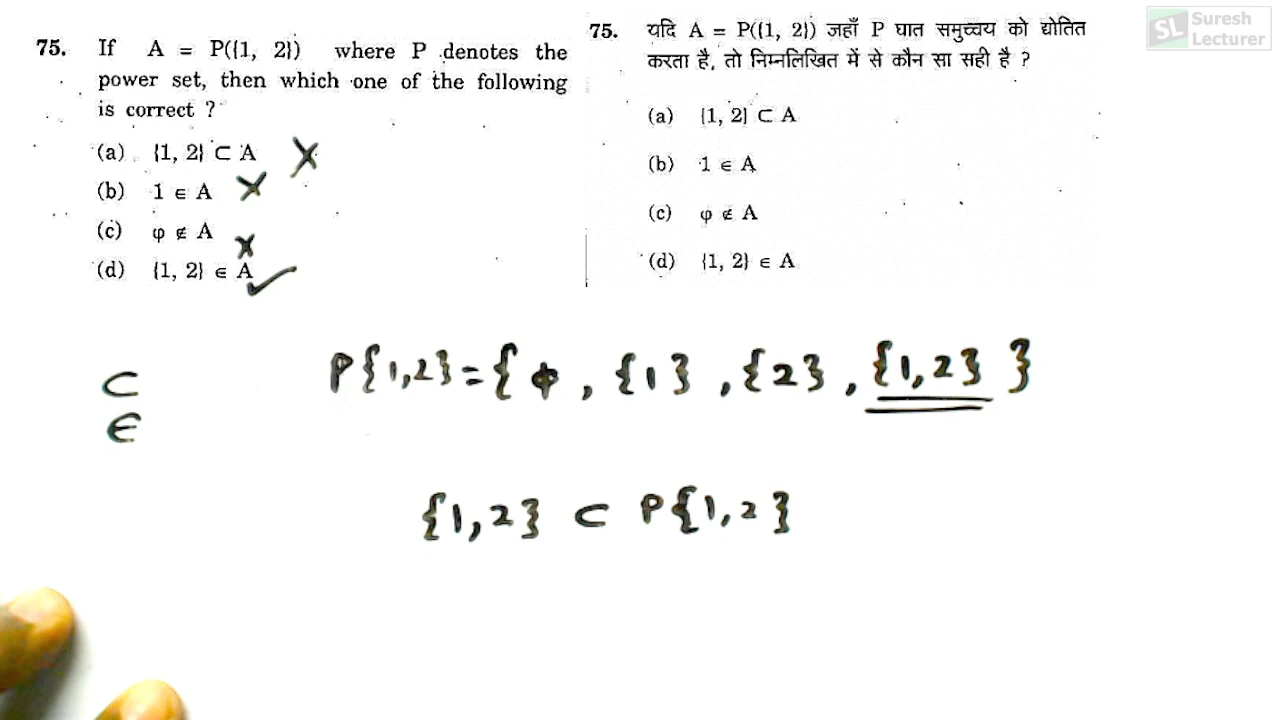 75. If A = P({1, 2}) where P denotes the
power set, then which one of the following
is correct ?
(a) {1, 2} ⊂ A
(b) 1 ∈ A
(c) φ ∉ A
(d) {1, 2} ∈ A
75. यदि A = P({1, 2}) जहाँ P घात समुच्चय को द्योतित
करता है, तो निम्नलिखित में से कौन सा सही है ?
(a) {1, 2} ⊂ A
(b) 1 ∈ A
(c) φ ∉ A
(d) {1, 2} ∈ A
SL Suresh
Lecturer
⊂
∈
P{1,2}={ φ , {1} , {2} , {1,2} }
{1,2} ⊂ P{1,2}